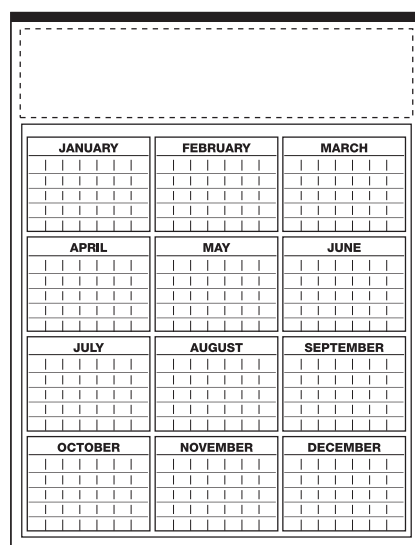 JANUARY FEBRUARY MARCH
APRIL MAY JUNE
JULY AUGUST SEPTEMBER
OCTOBER NOVEMBER DECEMBER